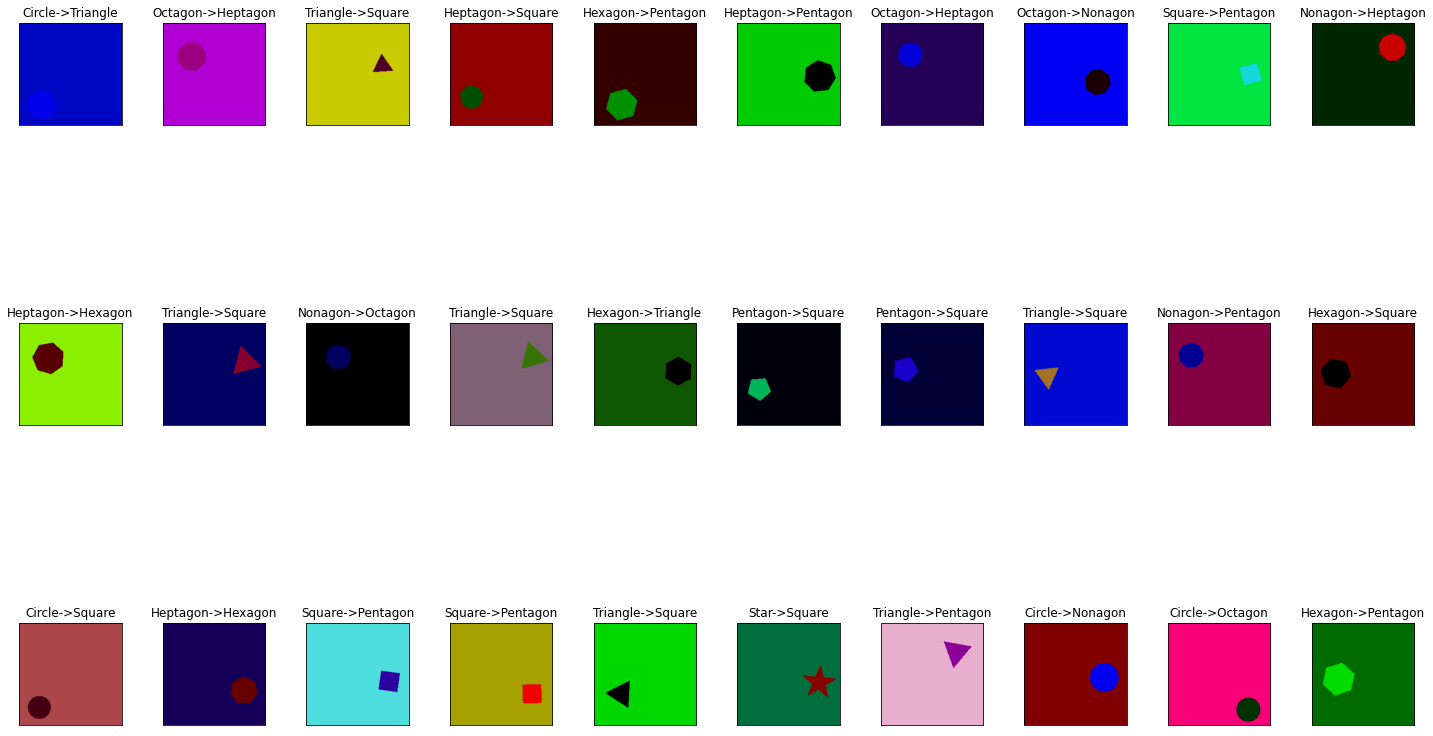 Circle->Triangle
Octagon->Heptagon
Triangle->Square
Heptagon->Square
Hexagon->Pentagon
Heptagon->Pentagon
Octagon->Heptagon
Octagon->Nonagon
Square->Pentagon
Nonagon->Heptagon
Heptagon->Hexagon
Triangle->Square
Nonagon->Octagon
Triangle->Square
Hexagon->Triangle
Pentagon->Square
Pentagon->Square
Triangle->Square
Nonagon->Pentagon
Hexagon->Square
Circle->Square
Heptagon->Hexagon
Square->Pentagon
Square->Pentagon
Triangle->Square
Star->Square
Triangle->Pentagon
Circle->Nonagon
Circle->Octagon
Hexagon->Pentagon